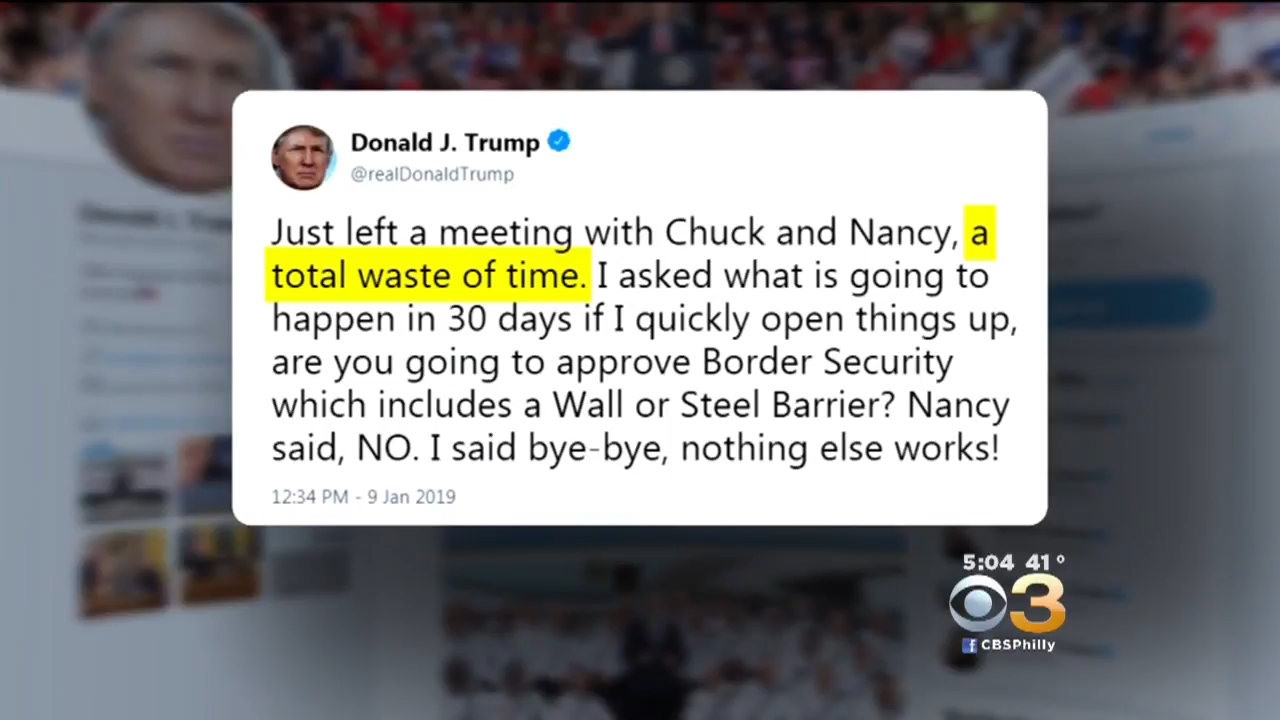 Donald J. Trump
@realDonaldTrump
Just left a meeting with Chuck and Nancy, a
total waste of time. I asked what is going to
happen in 30 days if I quickly open things up,
are you going to approve Border Security
which includes a Wall or Steel Barrier? Nancy
said, NO. I said bye-bye, nothing else works!
12:34 PM - 9 Jan 2019
5:04 41°
3
f CBSPhilly